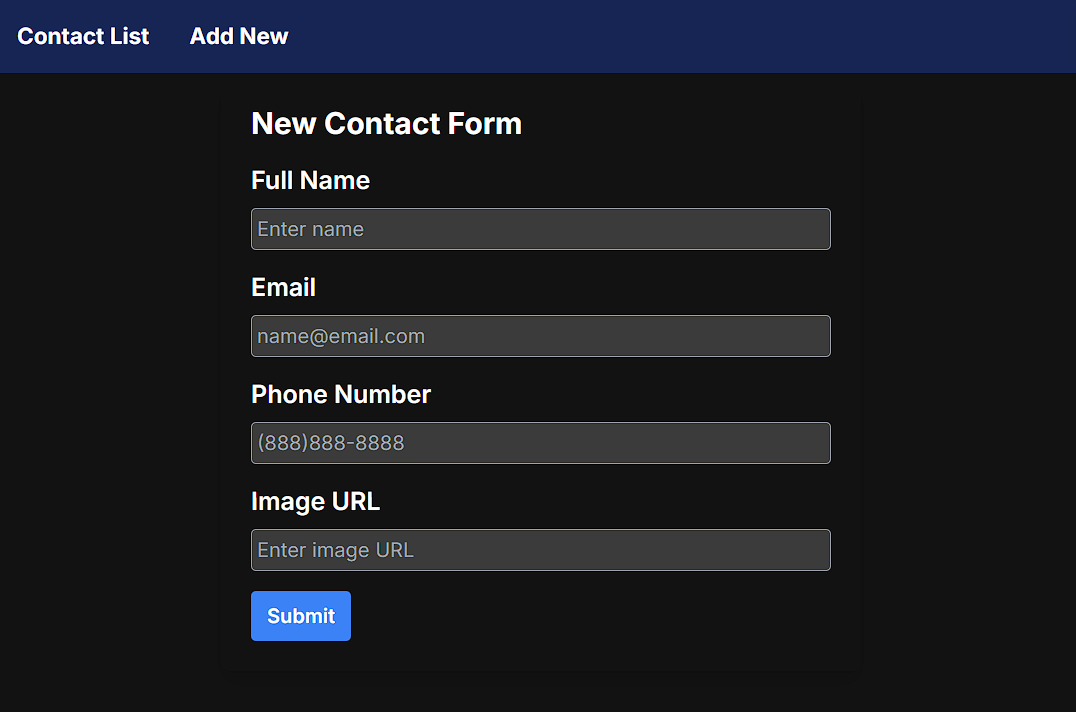 Contact List Add New
New Contact Form
Full Name
Enter name
Email
name@email.com
Phone Number
(888)888-8888
Image URL
Enter image URL
Submit